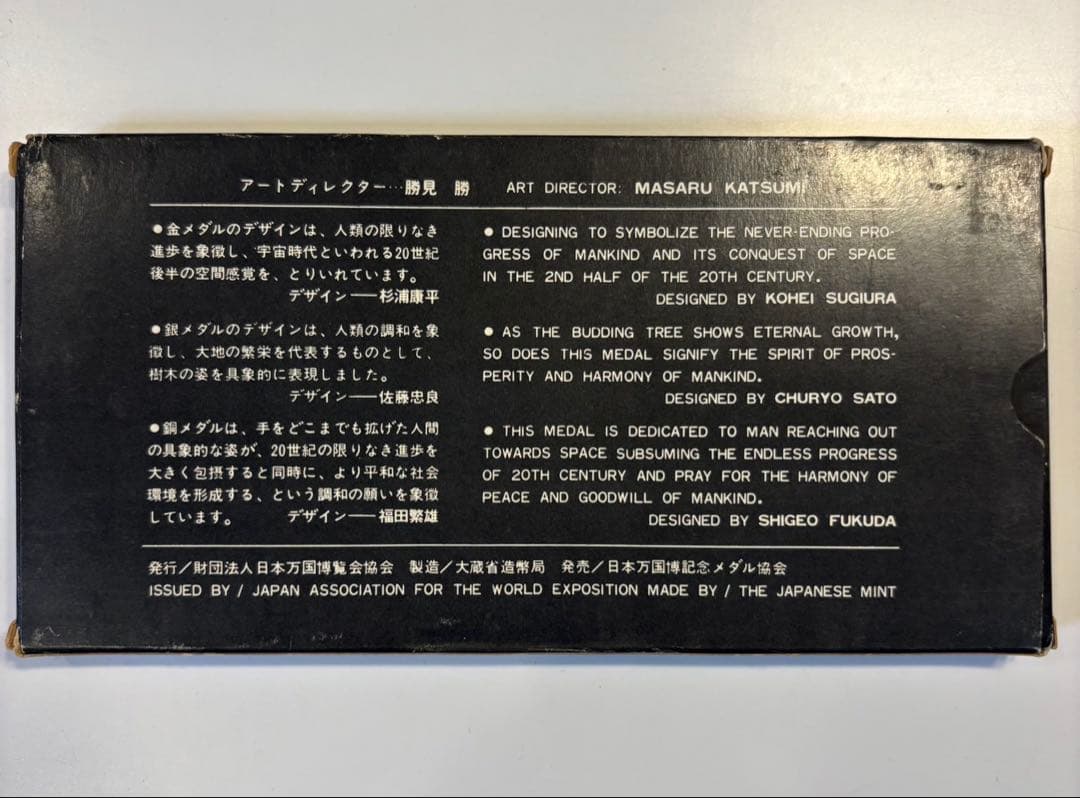 アートディレクター…勝見 勝 ART DIRECTOR: MASARU KATSUMI
●金メダルのデザインは、人類の限りなき
進歩を象徴し、宇宙時代といわれる20世紀
後半の空間感覚を、とりいれています。
デザイン──杉浦康平
●銀メダルのデザインは、人類の調和を象
徴し、大地の繁栄を代表するものとして、
樹木の姿を具象的に表現しました。
デザイン──佐藤忠良
●銅メダルは、手をどこまでも拡げた人間
の具象的な姿が、20世紀の限りなき進歩を
大きく包摂すると同時に、より平和な社会
環境を形成する、という調和の願いを象徴
しています。 デザイン──福田繁雄
● DESIGNING TO SYMBOLIZE THE NEVER-ENDING PRO-
GRESS OF MANKIND AND ITS CONQUEST OF SPACE
IN THE 2ND HALF OF THE 20TH CENTURY.
DESIGNED BY KOHEI SUGIURA
● AS THE BUDDING TREE SHOWS ETERNAL GROWTH,
SO DOES THIS MEDAL SIGNIFY THE SPIRIT OF PROS-
PERITY AND HARMONY OF MANKIND.
DESIGNED BY CHURYO SATO
● THIS MEDAL IS DEDICATED TO MAN REACHING OUT
TOWARDS SPACE SUBSUMING THE ENDLESS PROGRESS
OF 20TH CENTURY AND PRAY FOR THE HARMONY OF
PEACE AND GOODWILL OF MANKIND.
DESIGNED BY SHIGEO FUKUDA
発行／財団法人日本万国博覧会協会 製造／大蔵省造幣局 発売／日本万国博記念メダル協会
ISSUED BY / JAPAN ASSOCIATION FOR THE WORLD EXPOSITION MADE BY / THE JAPANESE MINT